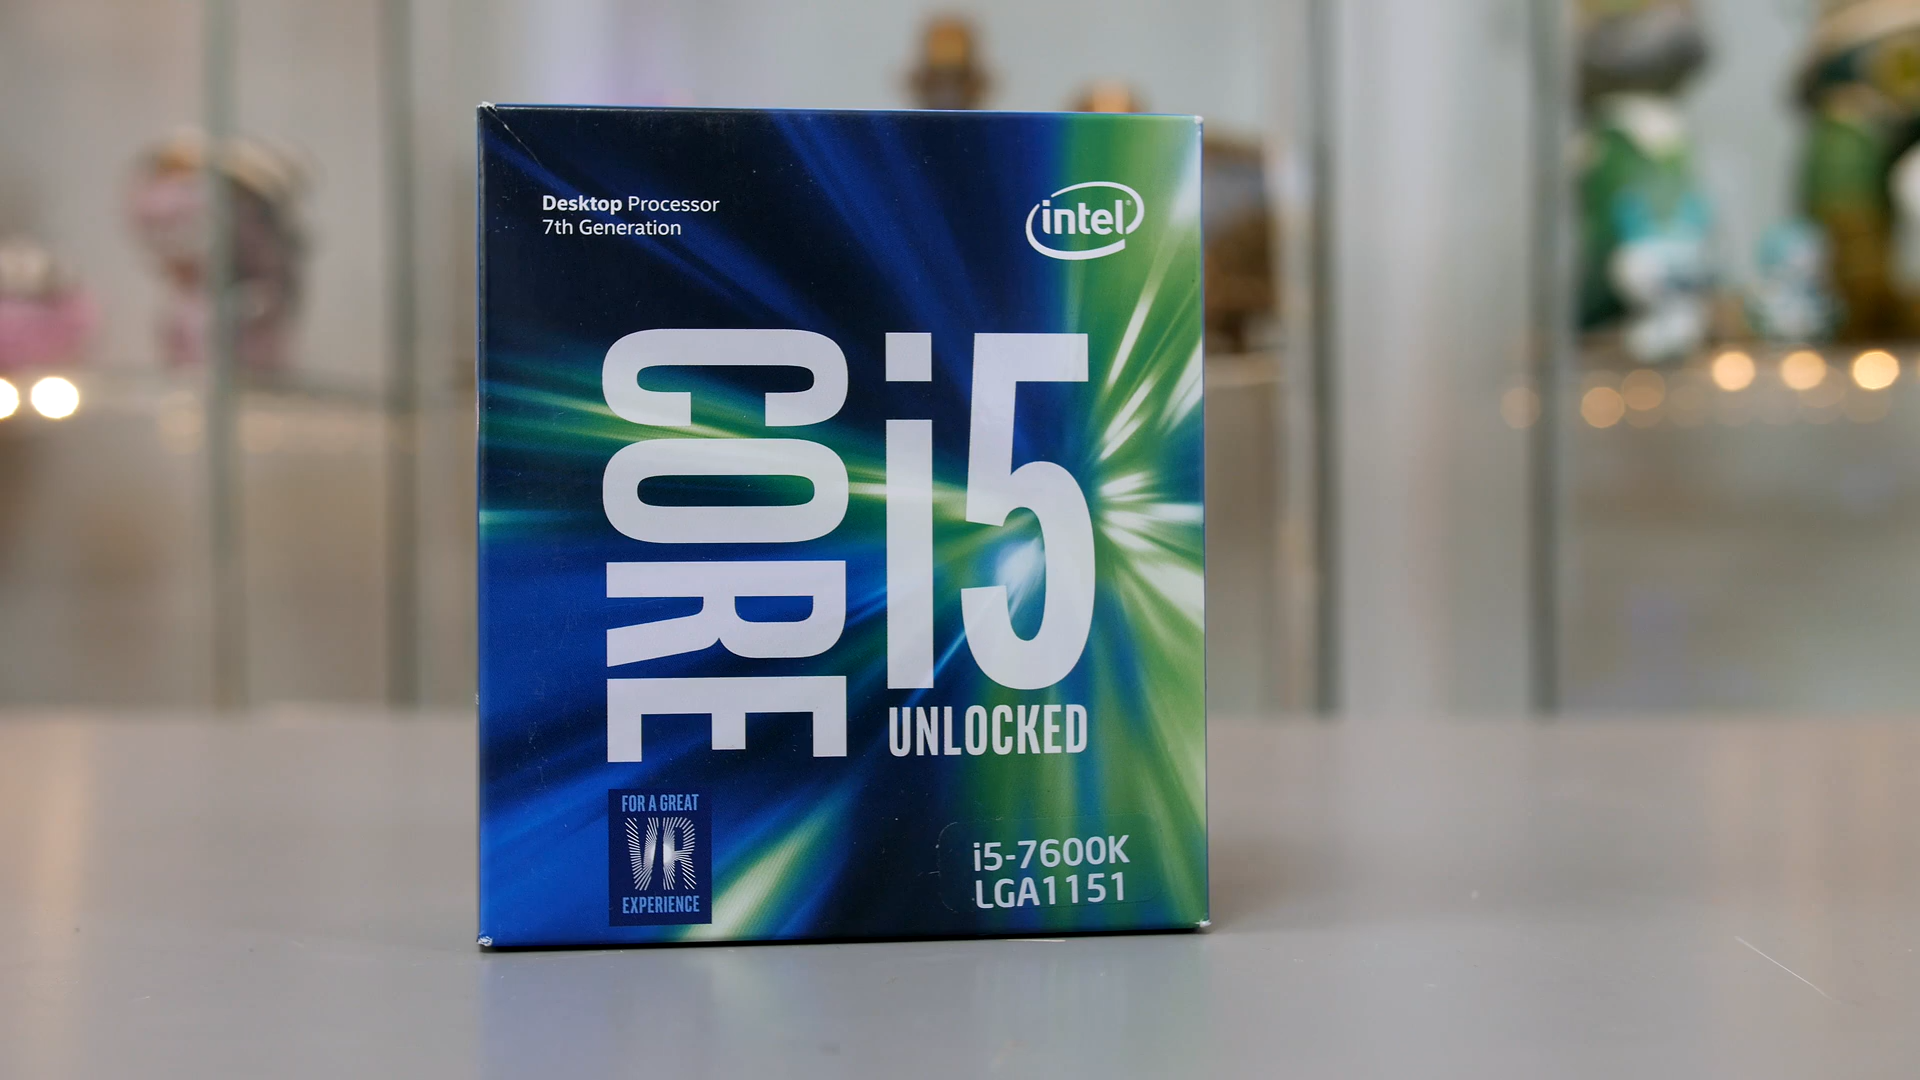 Desktop Processor
7th Generation
intel
CORE
i5
UNLOCKED
FOR A GREAT
VR
EXPERIENCE
i5-7600K
LGA1151